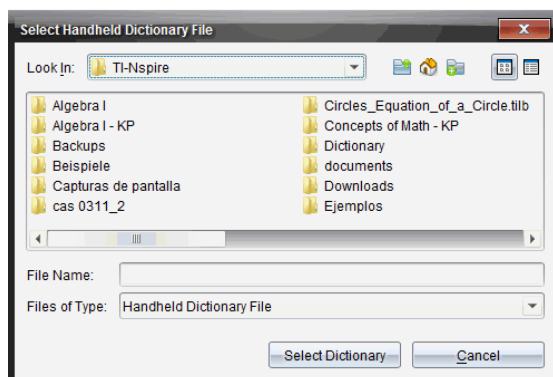 Select Handheld Dictionary File
Look In: TI-Nspire
Algebra I
Algebra I - KP
Backups
Beispiele
Capturas de pantalla
cas 0311_2
Circles_Equation_of_a_Circle.tilb
Concepts of Math - KP
Dictionary
documents
Downloads
Ejemplos
File Name:
Files of Type: Handheld Dictionary File
Select Dictionary Cancel